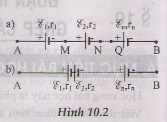 a) ℰ₁,r₁ ℰ₂,r₂ ℰₙ,rₙ
+ + +
A M N Q B
b)
A ℰ₁,r₁ ℰ₂,r₂ ℰₙ,rₙ B
Hình 10.2